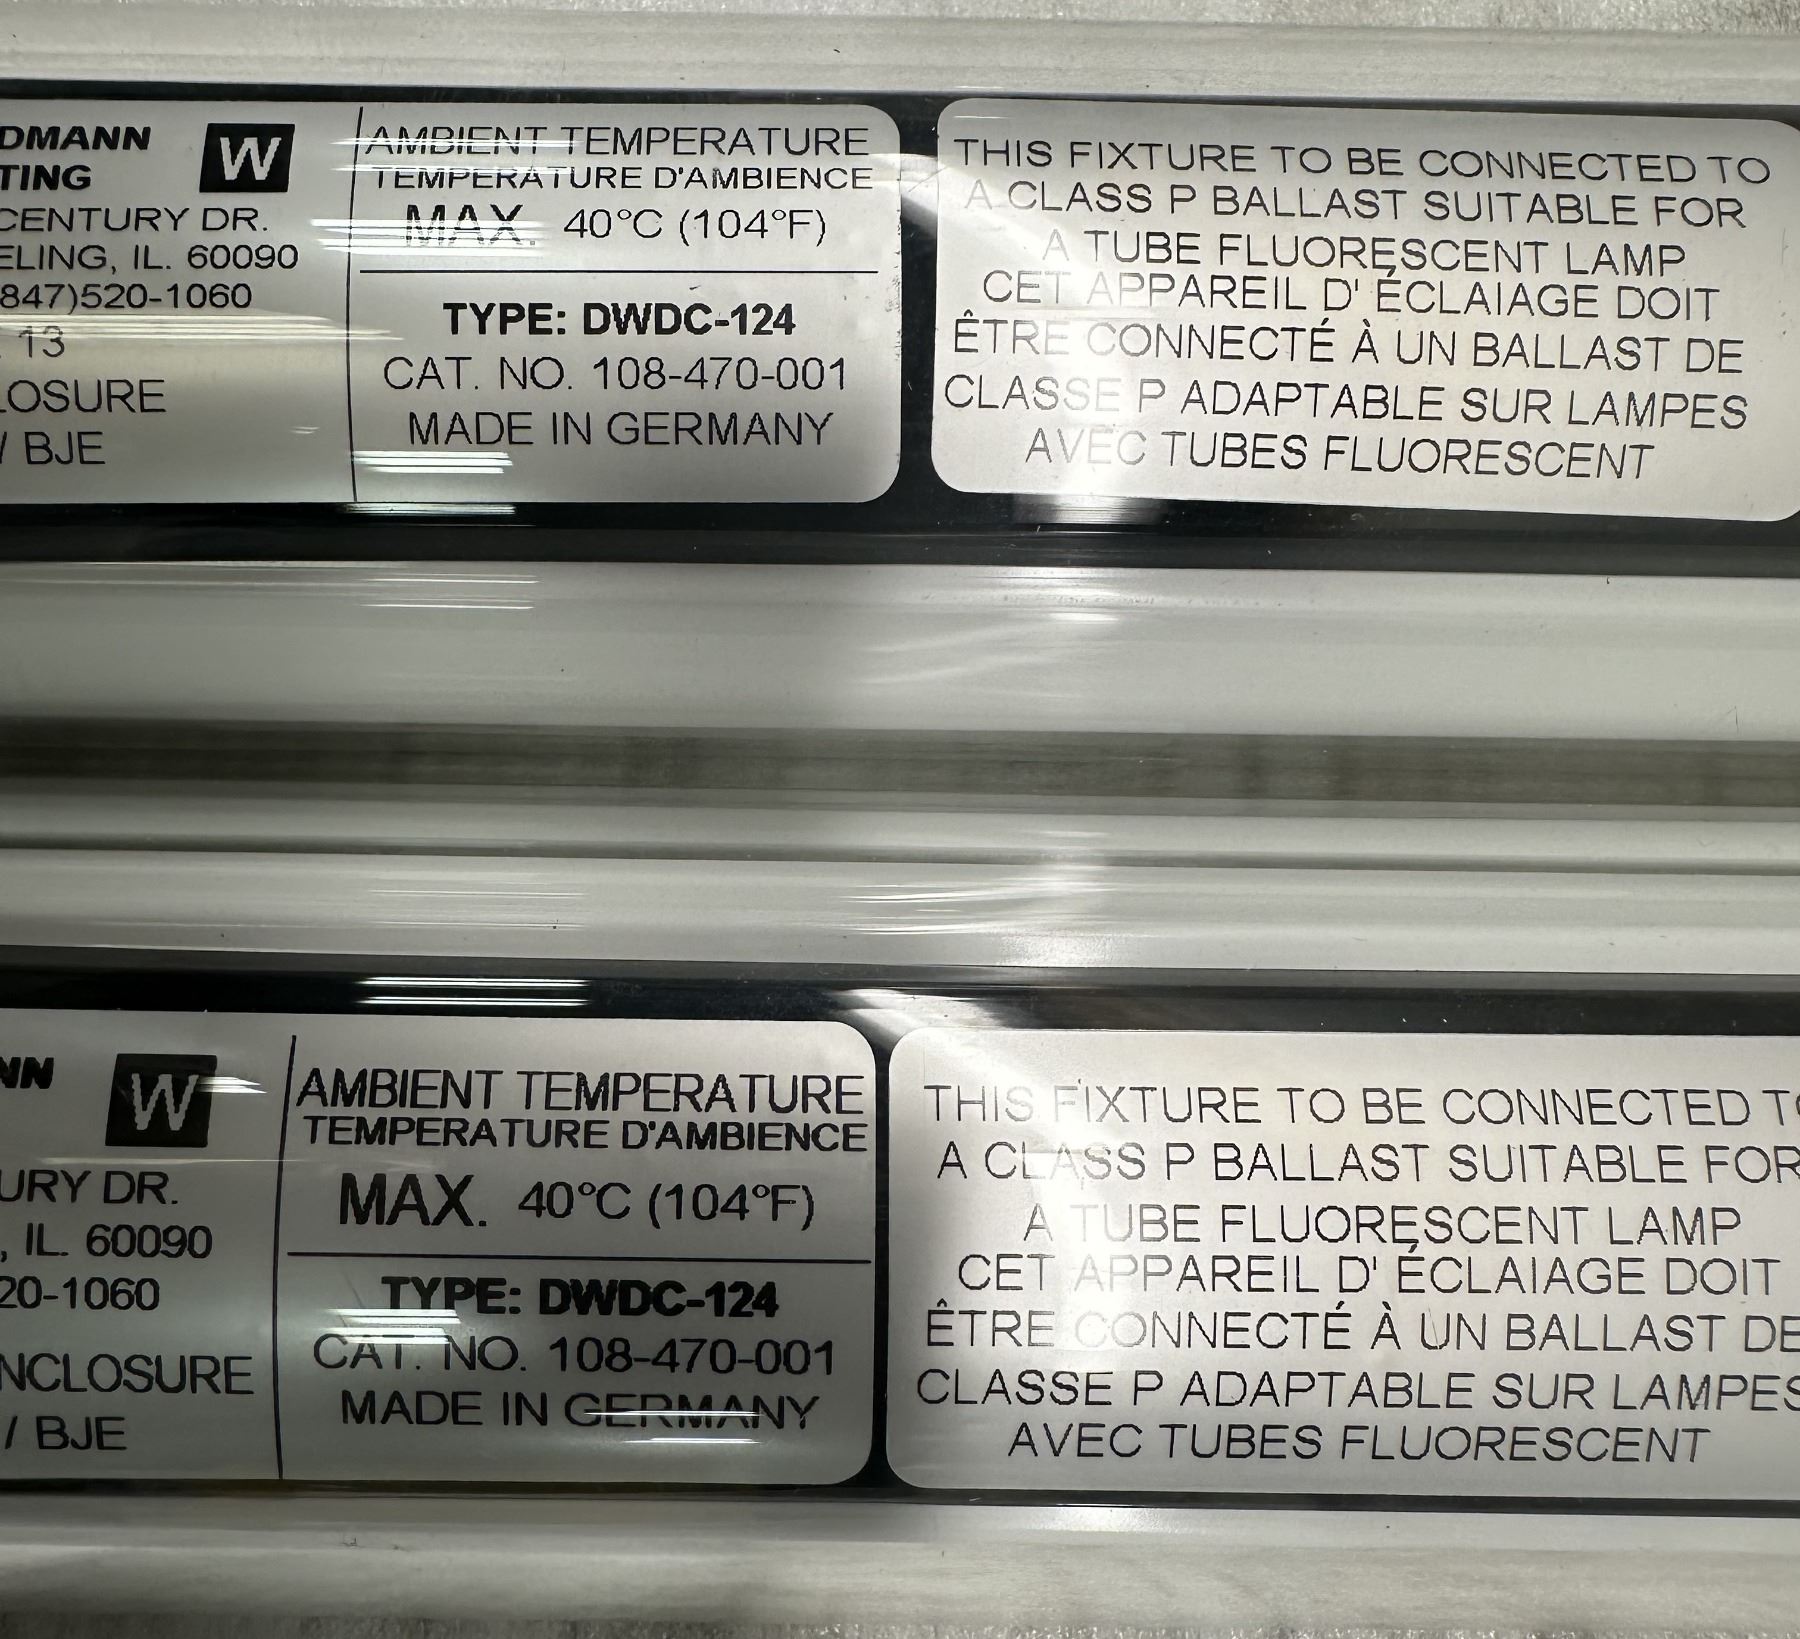 DMANN
TING
W
CENTURY DR.
ELING, IL. 60090
847)520-1060
13
LOSURE
/ BJE
AMBIENT TEMPERATURE
TEMPERATURE D'AMBIENCE
MAX. 40°C (104°F)
TYPE: DWDC-124
CAT. NO. 108-470-001
MADE IN GERMANY
THIS FIXTURE TO BE CONNECTED TO
A CLASS P BALLAST SUITABLE FOR
A TUBE FLUORESCENT LAMP
CET APPAREIL D' ÉCLAIAGE DOIT
ÊTRE CONNECTÉ À UN BALLAST DE
CLASSE P ADAPTABLE SUR LAMPES
AVEC TUBES FLUORESCENT
NN
W
URY DR.
, IL. 60090
20-1060
NCLOSURE
/ BJE
AMBIENT TEMPERATURE
TEMPERATURE D'AMBIENCE
MAX. 40°C (104°F)
TYPE: DWDC-124
CAT. NO. 108-470-001
MADE IN GERMANY
THIS FIXTURE TO BE CONNECTED TO
A CLASS P BALLAST SUITABLE FOR
A TUBE FLUORESCENT LAMP
CET APPAREIL D' ÉCLAIAGE DOIT
ÊTRE CONNECTÉ À UN BALLAST DE
CLASSE P ADAPTABLE SUR LAMPES
AVEC TUBES FLUORESCENT